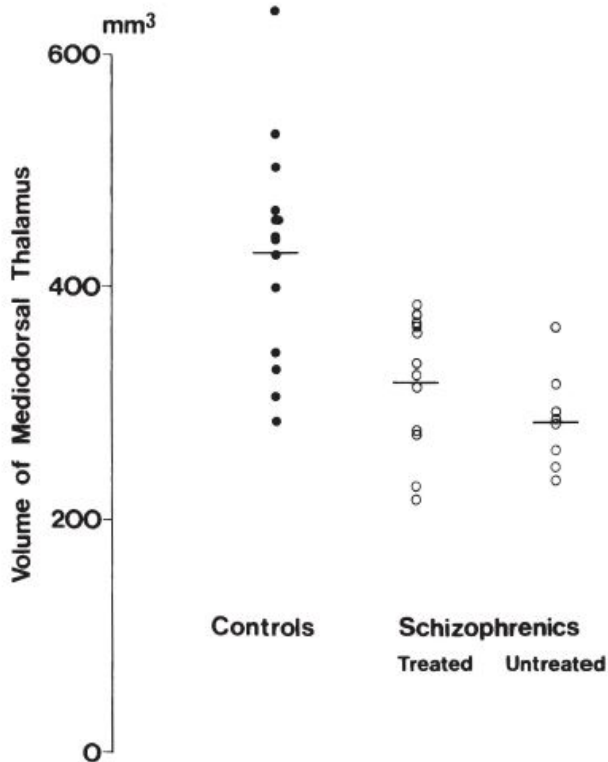 mm³
600
400
200
0
Volume of Mediodorsal Thalamus
Controls
Schizophrenics
Treated
Untreated